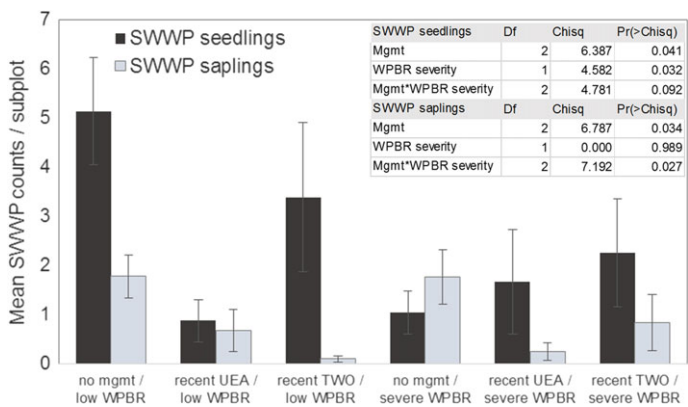 7
6
5
4
3
2
1
0
Mean SWWP counts / subplot
SWWP seedlings
SWWP saplings
SWWP seedlings Df Chisq Pr(>Chisq)
Mgmt 2 6.387 0.041
WPBR severity 1 4.582 0.032
Mgmt*WPBR severity 2 4.781 0.092
SWWP saplings Df Chisq Pr(>Chisq)
Mgmt 2 6.787 0.034
WPBR severity 1 0.000 0.989
Mgmt*WPBR severity 2 7.192 0.027
no mgmt / recent UEA / recent TWO / no mgmt / recent UEA / recent TWO /
low WPBR low WPBR low WPBR severe WPBR severe WPBR severe WPBR